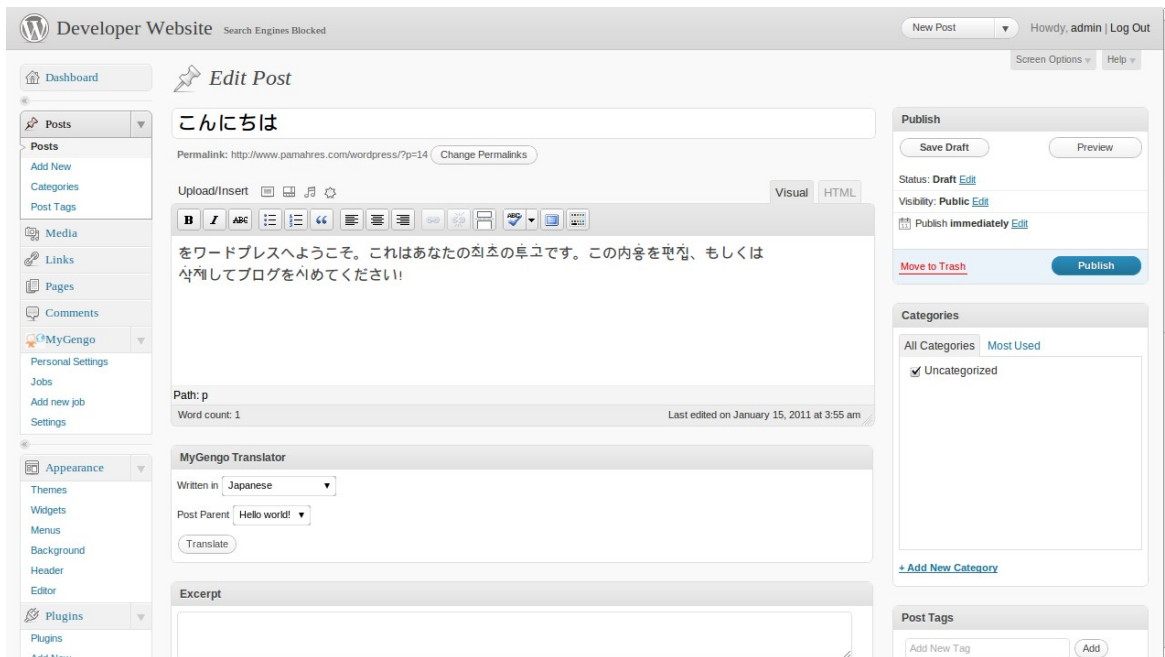 Developer Website Search Engines Blocked
New Post
Howdy, admin | Log Out
Screen Options
Help
Dashboard
Posts
Posts
Add New
Categories
Post Tags
Media
Links
Pages
Comments
MyGengo
Personal Settings
Jobs
Add new job
Settings
Appearance
Themes
Widgets
Menus
Background
Header
Editor
Plugins
Plugins
Edit Post
こんにちは
Permalink: http://www.pamahres.com/wordpress/?p=14 Change Permalinks
Upload/Insert
Visual HTML
B I ABC
ABC
をワードプレスへようこそ。これはあなたの최초の투고です。この内용を편집、もしくは
삭제してブログを시めてください!
Path: p
Word count: 1
Last edited on January 15, 2011 at 3:55 am
MyGengo Translator
Written in Japanese
Post Parent Hello world!
Translate
Excerpt
Publish
Save Draft Preview
Status: Draft Edit
Visibility: Public Edit
Publish immediately Edit
Move to Trash Publish
Categories
All Categories Most Used
Uncategorized
+ Add New Category
Post Tags
Add New Tag Add